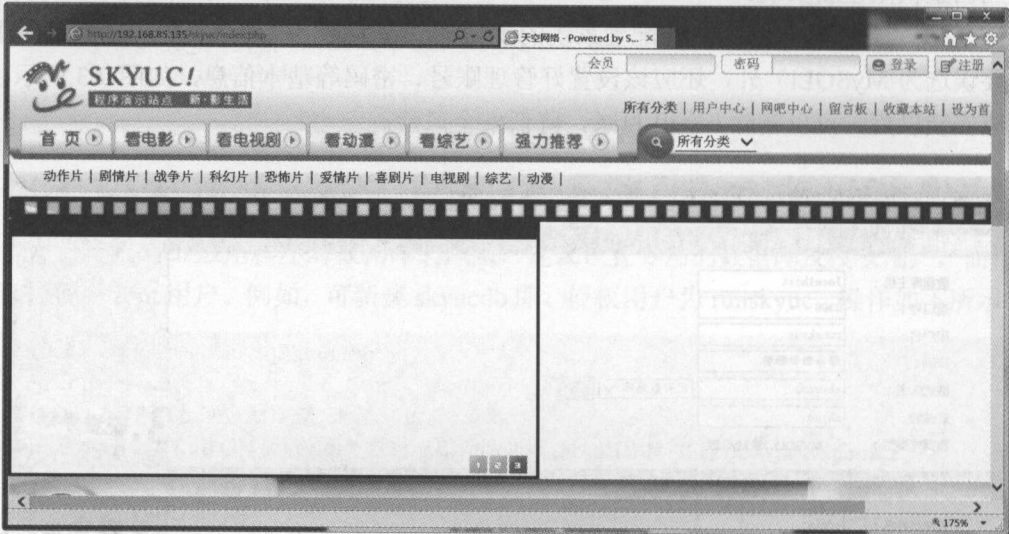 http://192.168.85.135/skyuc/index.php
天空网络 - Powered by S... ×
会员 密码 登录 注册
SKYUC!
程序演示站点 新·影生活
所有分类 | 用户中心 | 网吧中心 | 留言板 | 收藏本站 | 设为首
首 页 看电影 看电视剧 看动漫 看综艺 强力推荐 所有分类
动作片 | 剧情片 | 战争片 | 科幻片 | 恐怖片 | 爱情片 | 喜剧片 | 电视剧 | 综艺 | 动漫 |
1 2 3
175%